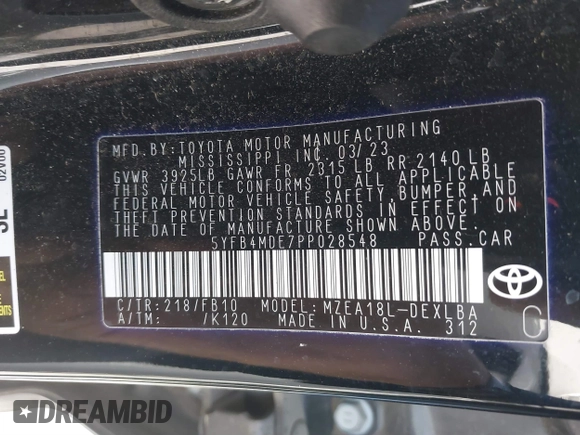 MFD.BY:TOYOTA MOTOR MANUFACTURING
MISSISSIPPI INC. 03/23
GVWR 3925LB GAWR FR 2315 LB RR 2140 LB
THIS VEHICLE CONFORMS TO ALL APPLICABLE
FEDERAL MOTOR VEHICLE SAFETY, BUMPER, AND
THEFT PREVENTION STANDARDS IN EFFECT
ON THE DATE OF MANUFACTURE SHOWN ABOVE.
5YFB4MDE7PP028548 PASS.CAR
C/TR:218/FB10 MODEL:MZEA18L-DEXLBA
A/TM: /K120 MADE IN U.S.A. 312
G
DREAMBID